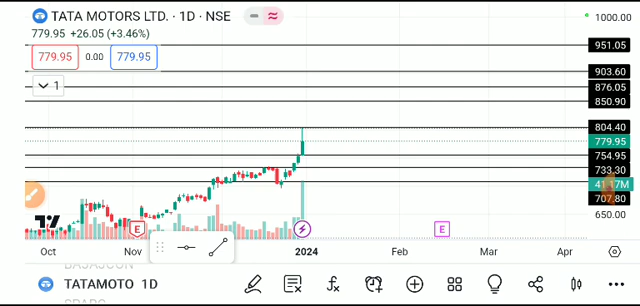 TATA MOTORS LTD. · 1D · NSE
779.95 +26.05 (+3.46%)
779.95 0.00 779.95
1
1000.00
951.05
903.60
876.05
850.90
804.40
779.95
754.95
733.30
41.17M
707.80
650.00
E E
Oct Nov 2024 Feb Mar Apr
BAJAJCON
TATAMOTO 1D